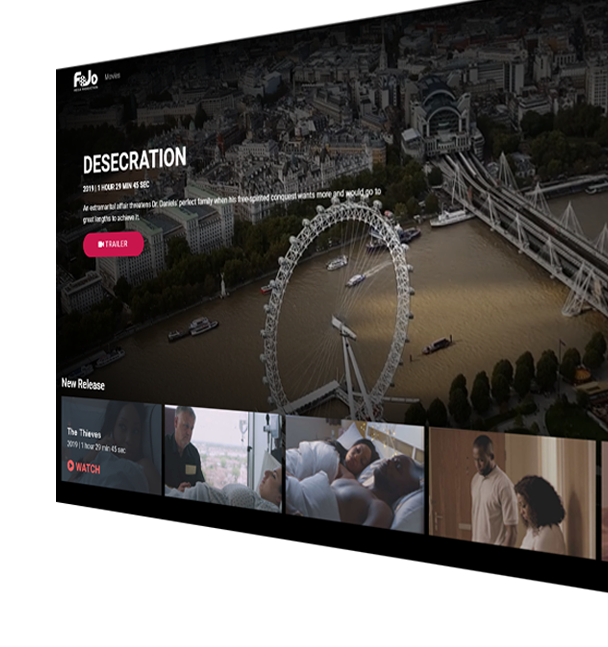 FoJo
Movies
DESECRATION
2019 | 1 HOUR 29 MIN 45 SEC
An extramarital affair threatens Dr. Daniels' perfect family when his free-spirited conquest wants more and would go to
great lengths to achieve it.
TRAILER
New Release
The Thieves
2019 | 1 hour 29 min 45 sec
WATCH